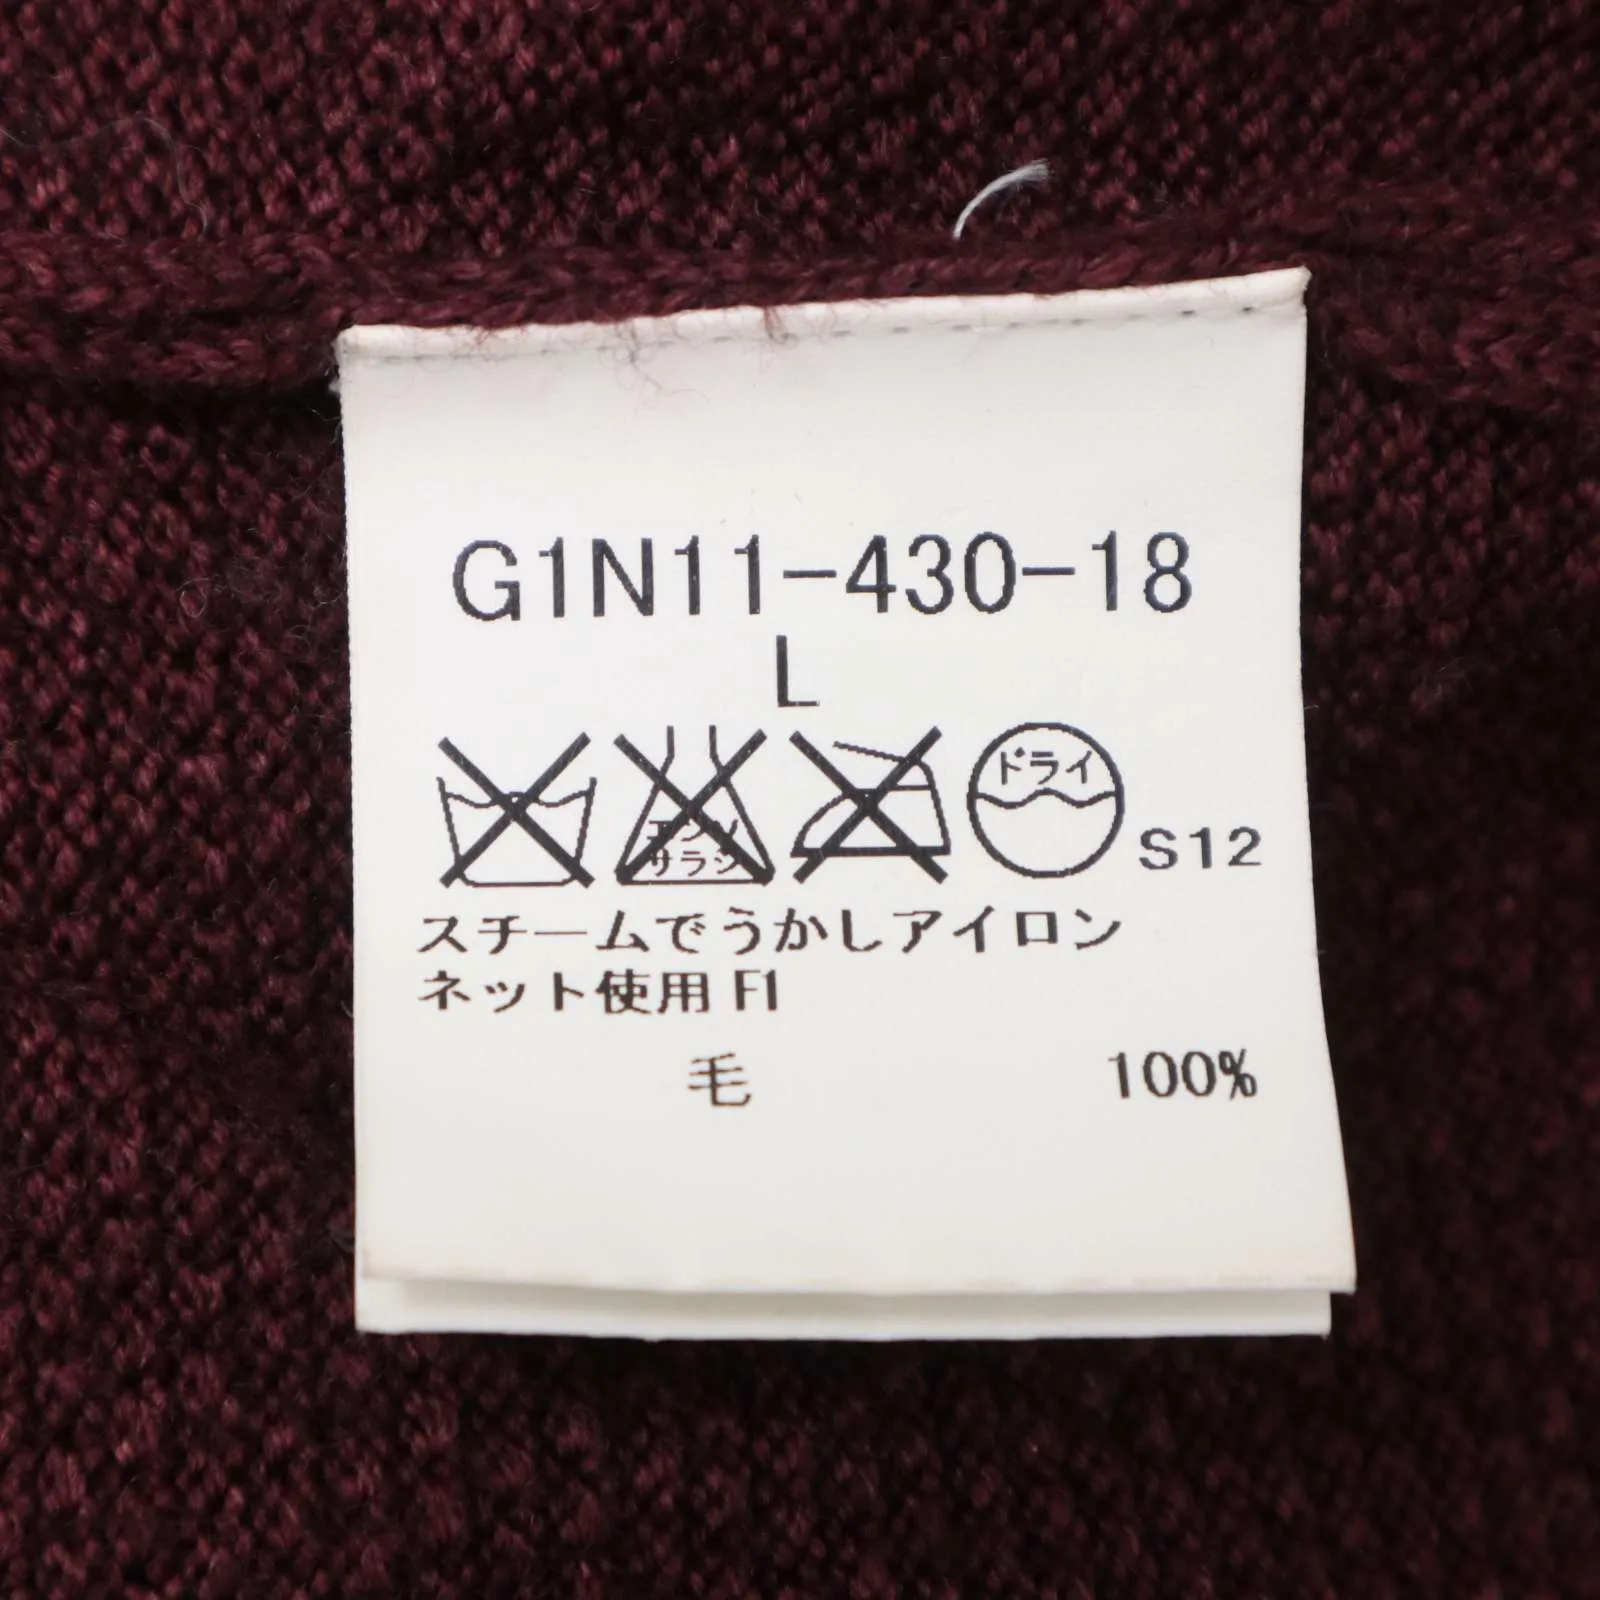 G1N11-430-18
L
エンソ
サラシ
ドライ
S12
スチームでうかしアイロン
ネット使用 F1
毛 100%